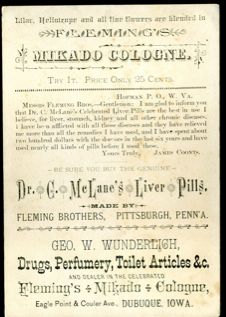 Lilac, Heliotrope and all fine flowers are blended in
FLEMING'S
MIKADO COLOGNE.
TRY IT. PRICE ONLY 25 CENTS.
HOFMAN P. O., W. VA.
MESSRS FLEMING BROS.—Gentlemen: I am glad to inform you
that Dr. C. McLane's Celebrated Liver Pills are the best in use I
believe, for liver, stomach, kidney and all other chronic diseases.
I have been afflicted with all these diseases and they have relieved
me more than all the remedies I have used, and I have spent about
two hundred dollars with the doctors in the last six years and have
used nearly all kinds of pills before I used these.
Yours Truly, JAMES COONTS.
BE SURE YOU BUY THE GENUINE
Dr. C. McLane's Liver Pills,
MADE BY
FLEMING BROTHERS, PITTSBURGH, PENN'A.
GEO. W. WUNDERLICH,
Drugs, Perfumery, Toilet Articles &c.
AND DEALER IN THE CELEBRATED
Fleming's Mikado Cologne,
Eagle Point & Couler Ave., DUBUQUE, IOWA.